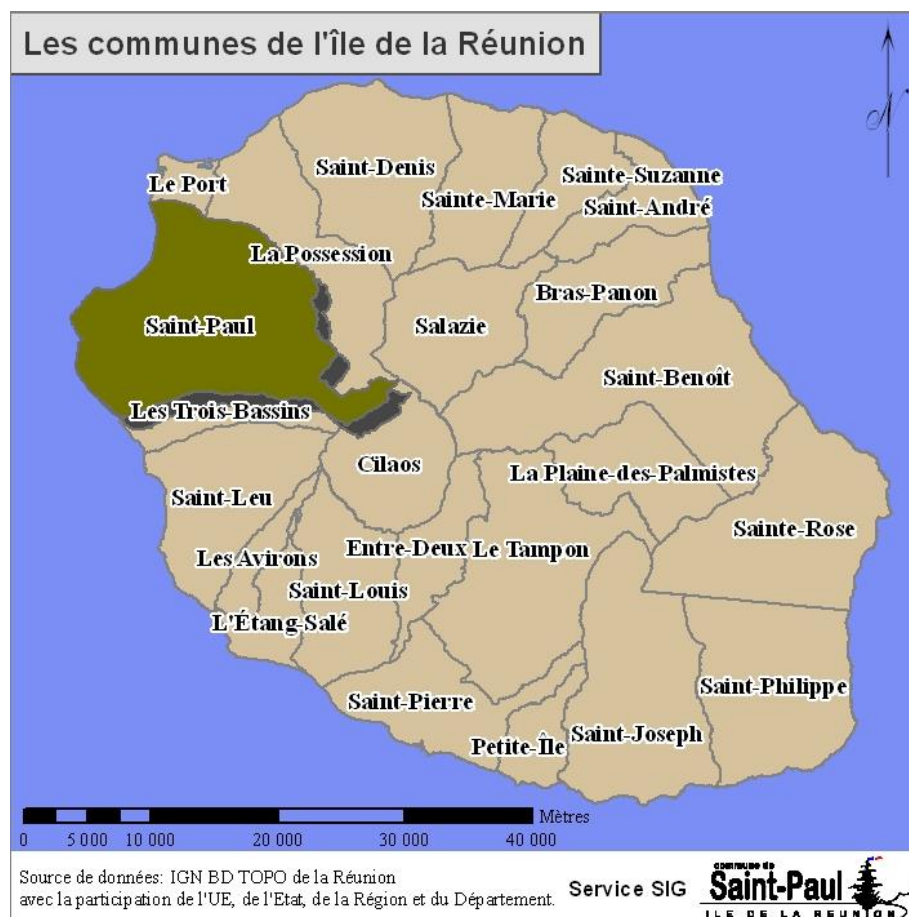 Les communes de l'île de la Réunion
N
Le Port
Saint-Denis
Sainte-Marie
Sainte-Suzanne
Saint-André
La Possession
Bras-Panon
Saint-Paul
Salazie
Saint-Benoît
Les Trois-Bassins
Cilaos
La Plaine-des-Palmistes
Saint-Leu
Sainte-Rose
Les Avirons
Entre-Deux
Le Tampon
Saint-Louis
L'Étang-Salé
Saint-Pierre
Saint-Philippe
Petite-Île
Saint-Joseph
Mètres
0 5 000 10 000 20 000 30 000 40 000
Source de données: IGN BD TOPO de la Réunion
avec la participation de l'UE, de l'Etat, de la Région et du Département.
Service SIG
commune de
Saint-Paul
ILE DE LA REUNION